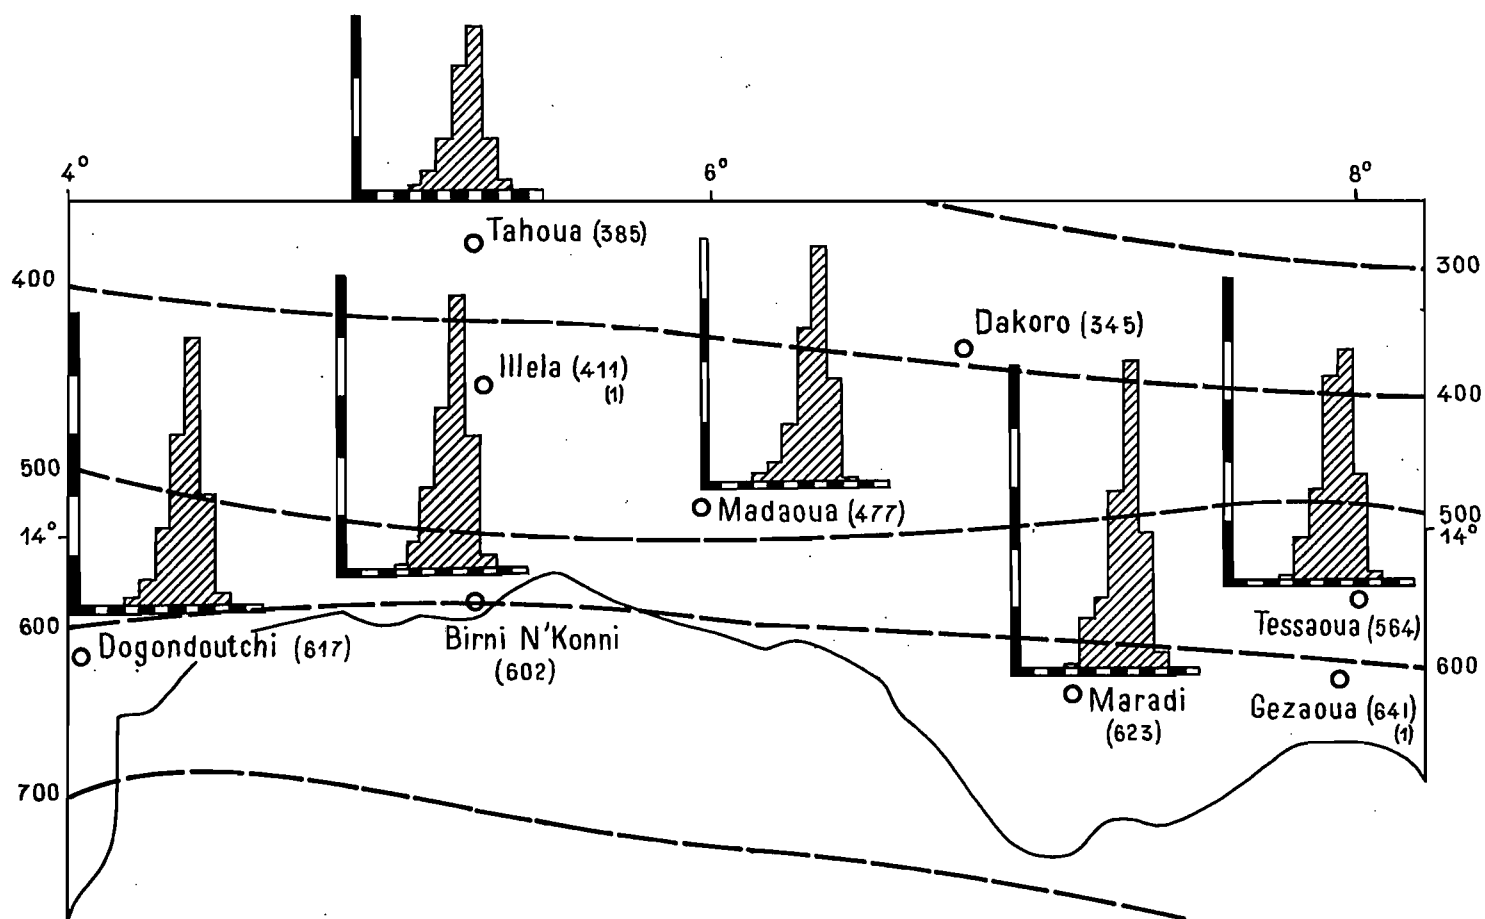 4°
6°
8°
Tahoua (385)
400
300
Dakoro (345)
Illela (411)
(1)
400
500
Madaoua (477)
500
14°
14°
600
Dogondoutchi (617)
Birni N'Konni
(602)
Tessaoua (564)
600
Maradi
(623)
Gezaoua (641)
(1)
700